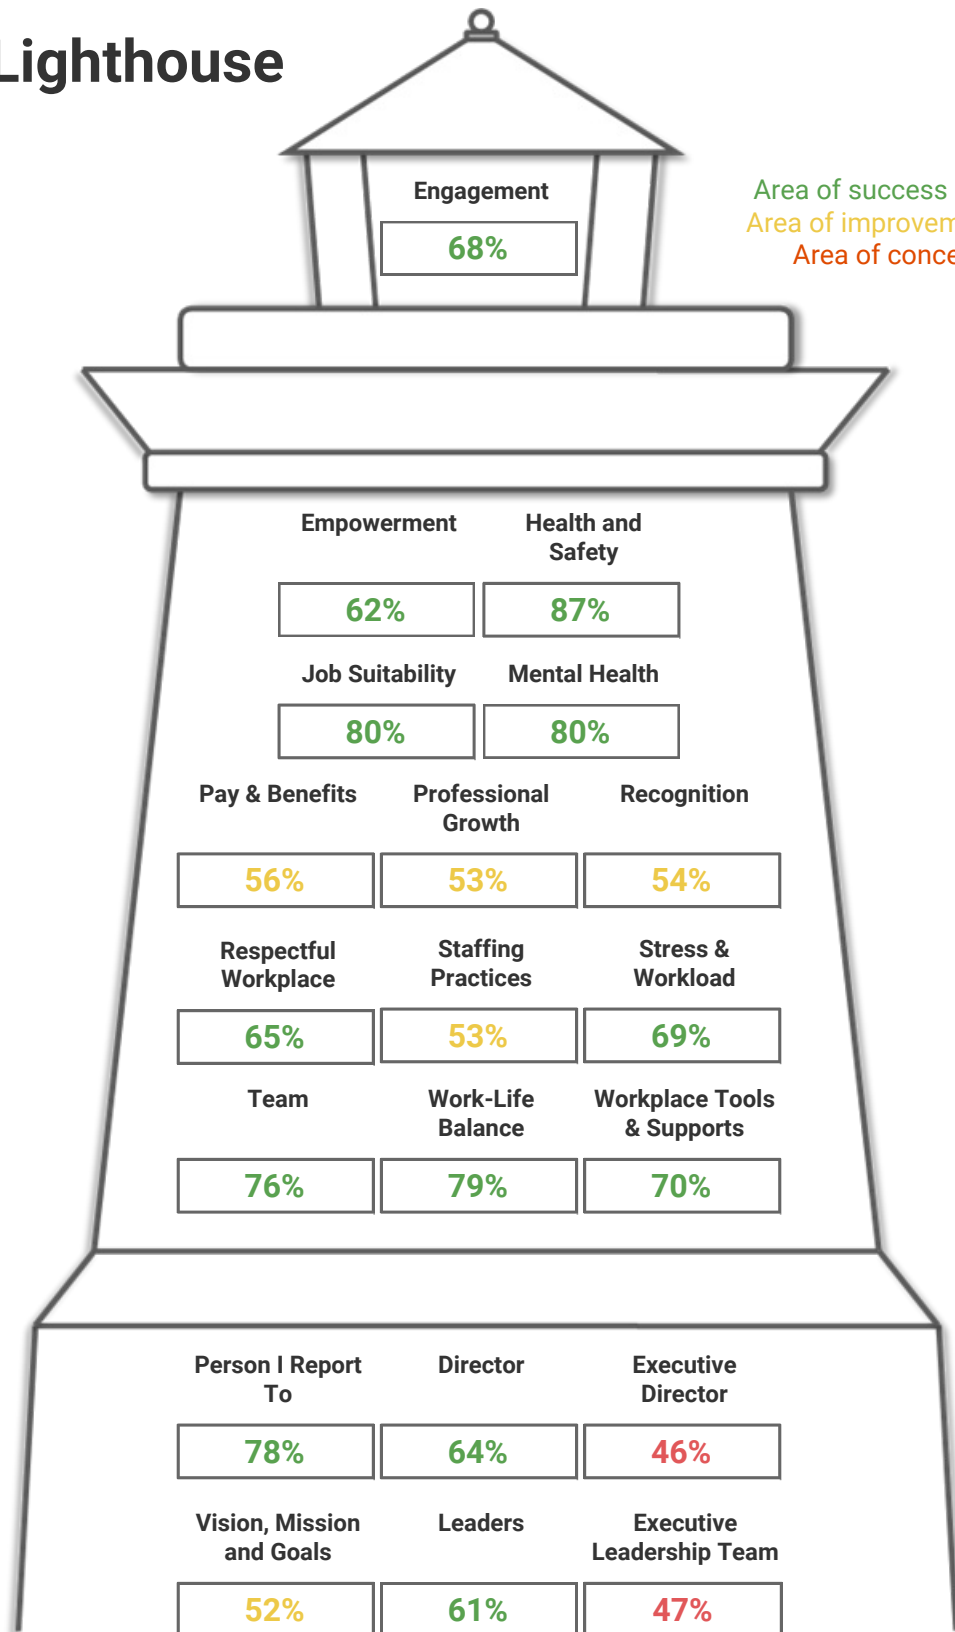 Lighthouse
Engagement
68%
Area of success
Area of
Area of
Empowerment
Health and
Safety
62%
87%
Job Suitability
Mental Health
80%
80%
Pay & Benefits
Professional
Growth
Recognition
56%
53%
54%
Respectful
Workplace
Staffing
Practices
Stress &
Workload
65%
53%
69%
Team
Work-Life
Balance
Workplace Tools
& Supports
76%
79%
70%
Person I Report
To
Director
Executive
Director
78%
64%
46%
Vision, Mission
and Goals
Leaders
Executive
Leadership Team
52%
61%
47%